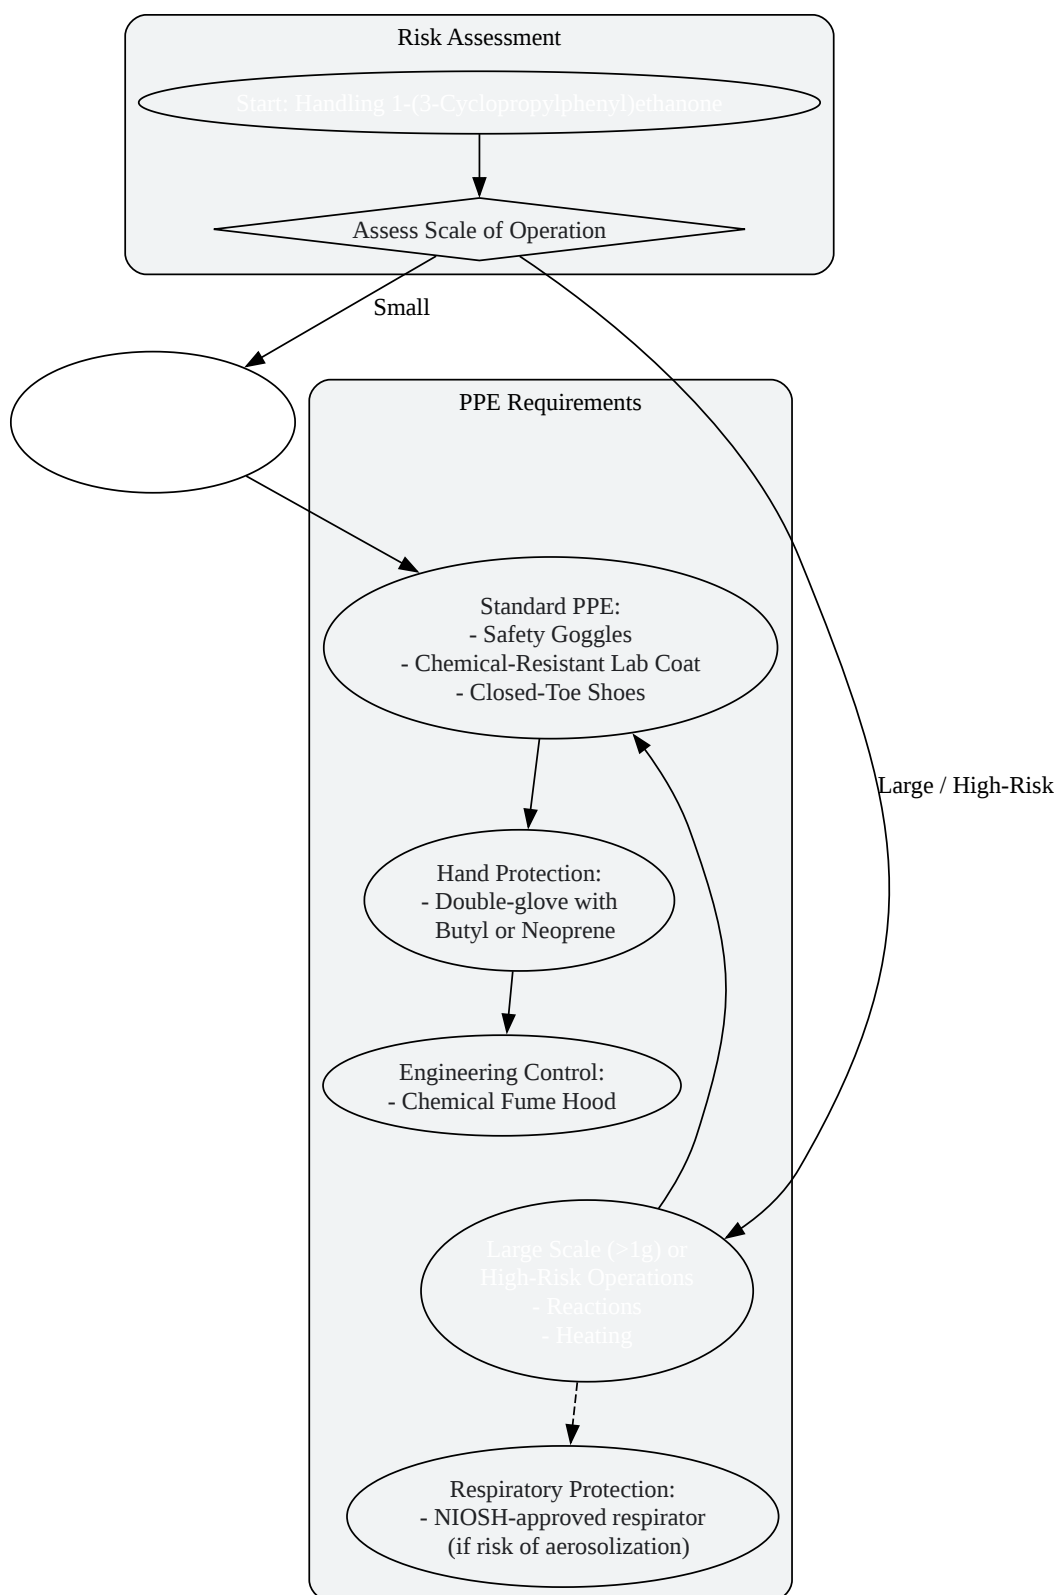 Risk Assessment
Start: Handling 1-(3-Cyclopropylphenyl)ethanone
Assess Scale of Operation
Small
PPE Requirements
Standard PPE:
- Safety Goggles
- Chemical-Resistant Lab Coat
- Closed-Toe Shoes
Large / High-Risk
Hand Protection:
- Double-glove with
Butyl or Neoprene
Engineering Control:
- Chemical Fume Hood
Large Scale (>1g) or
High-Risk Operations
- Reactions
- Heating
Respiratory Protection:
- NIOSH-approved respirator
(if risk of aerosolization)